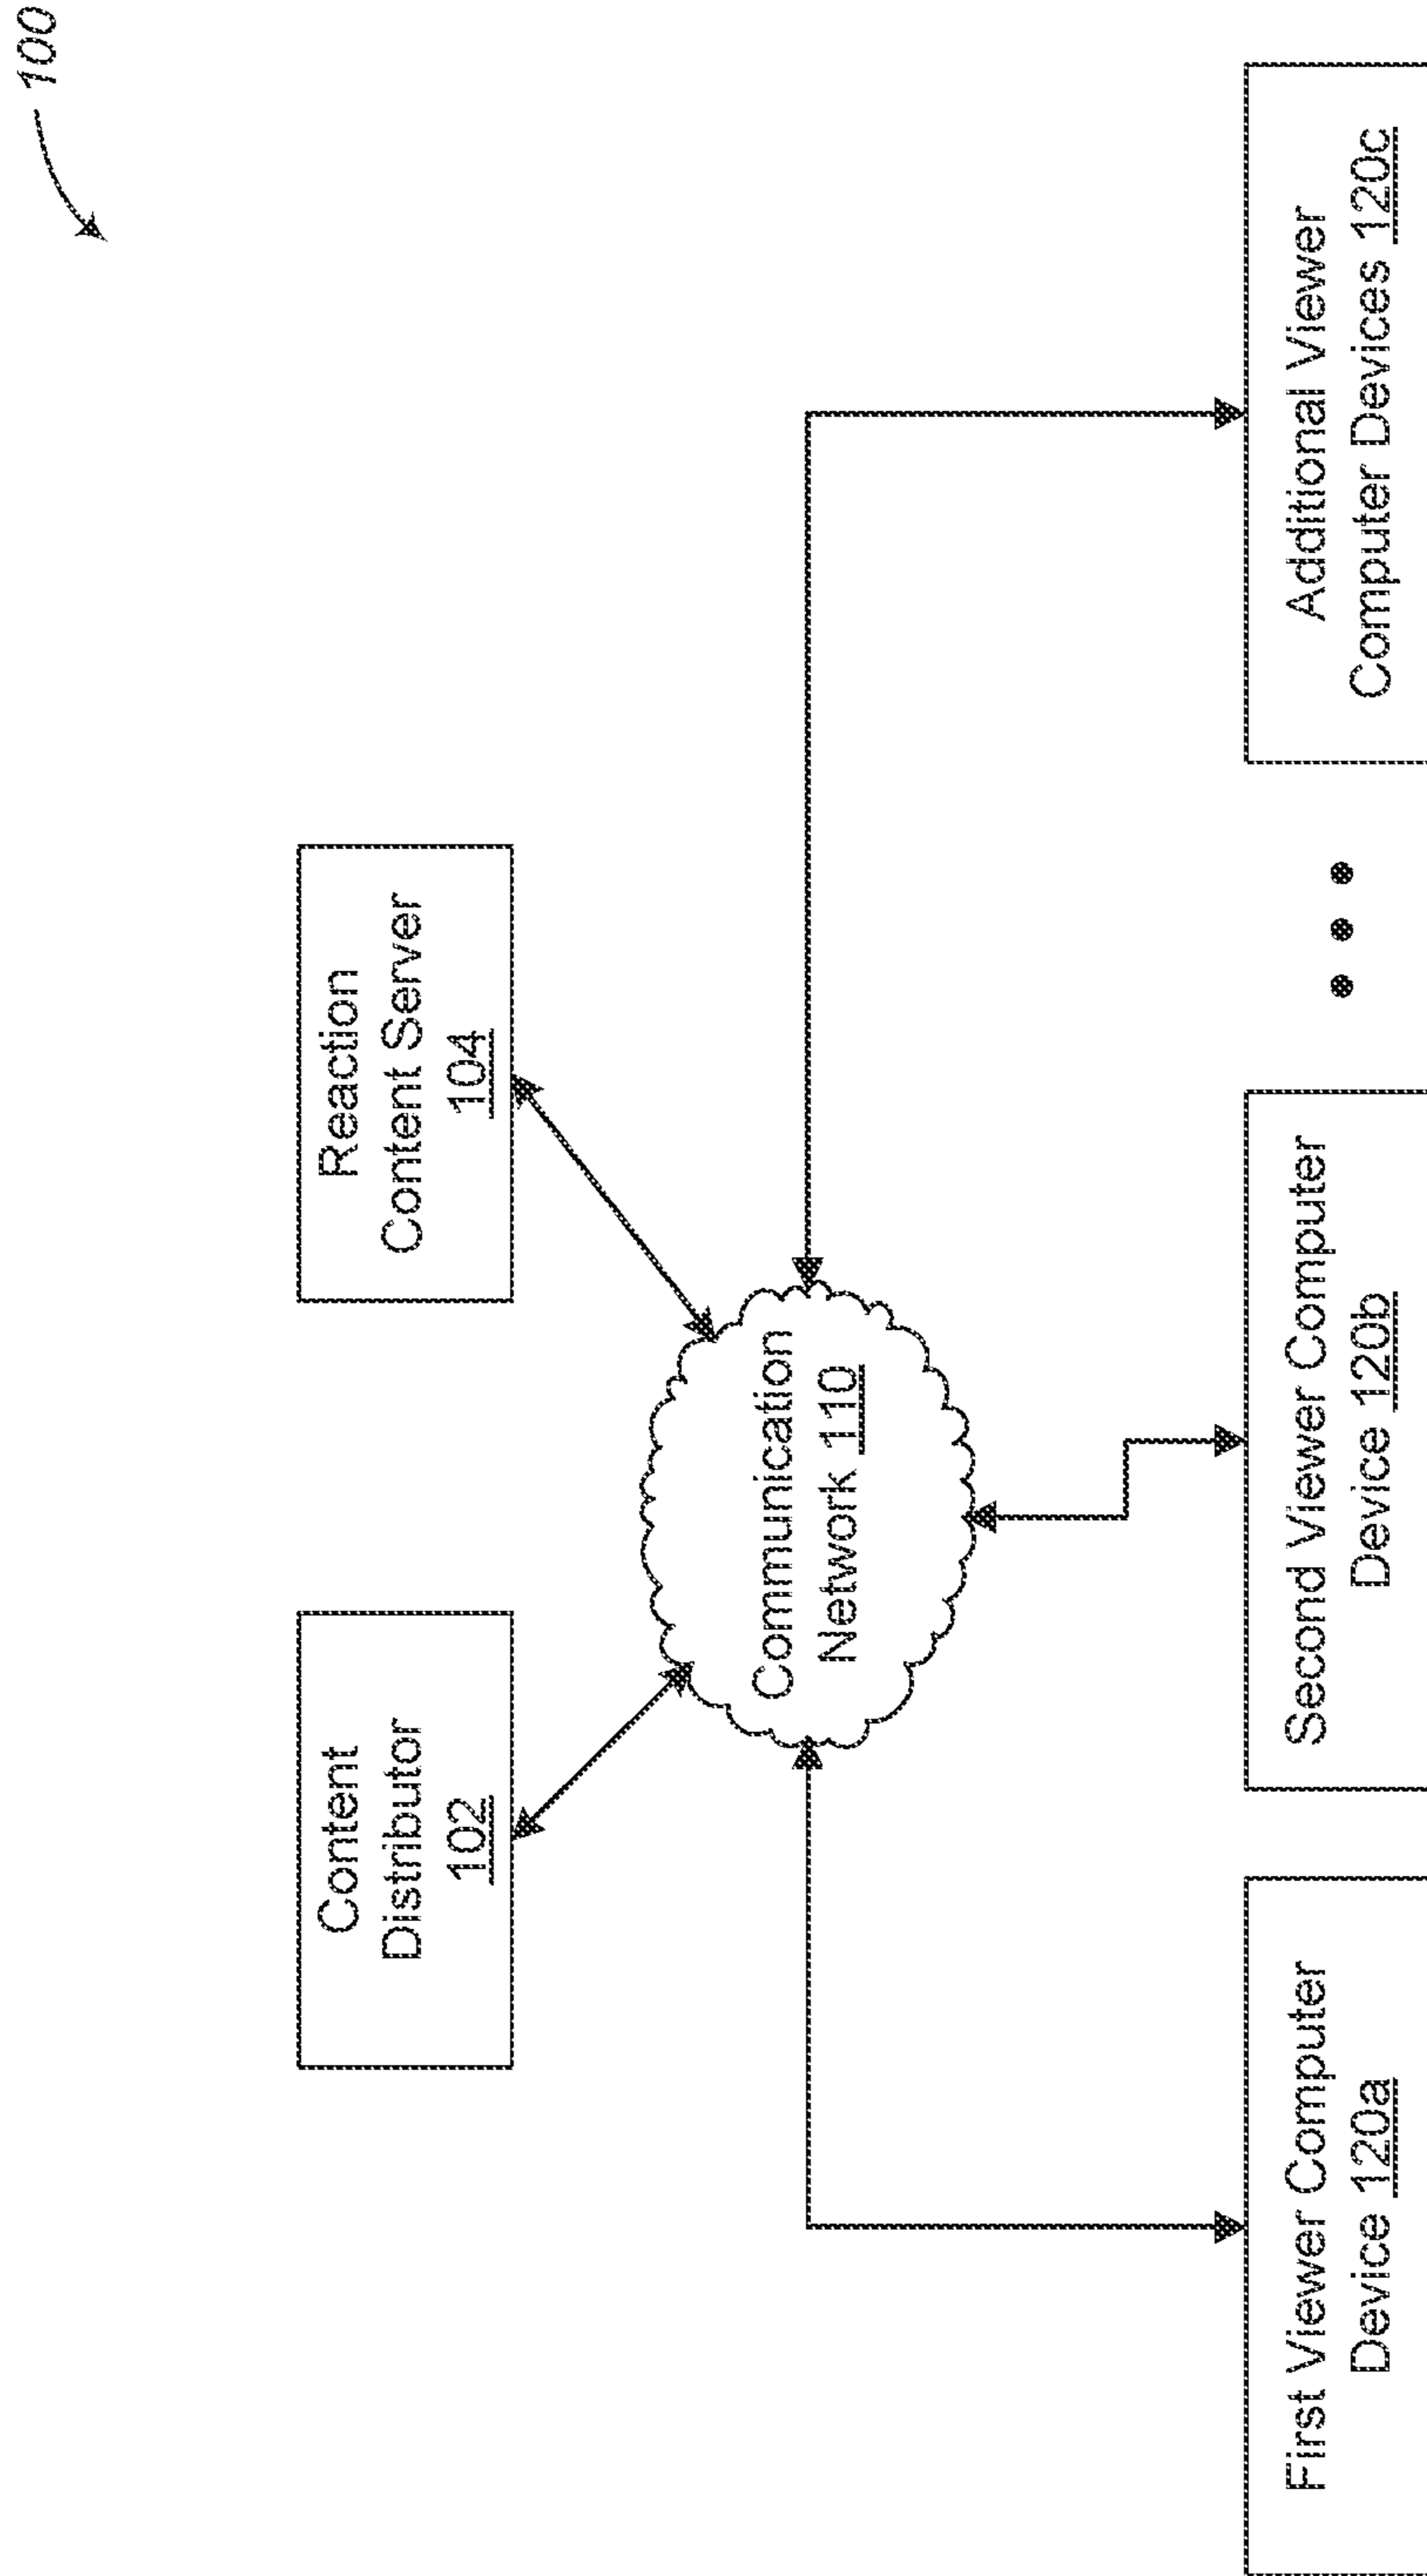 100
Content
Distributor
102
Reaction
Content Server
104
Communication
Network 110
First Viewer Computer
Device 120a
Second Viewer Computer
Device 120b
Additional Viewer
Computer Devices 120c